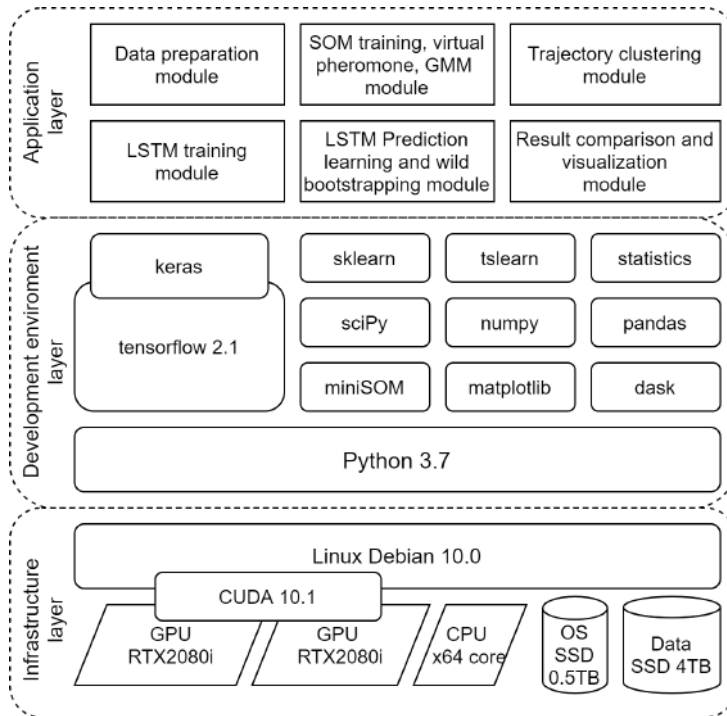 Application
layer
Data preparation
module
SOM training, virtual
pheromone, GMM
module
Trajectory clustering
module
LSTM training
module
LSTM Prediction
learning and wild
bootstrapping module
Result comparison and
visualization
module
Development enviroment
layer
keras
tensorflow 2.1
sklearn
tslearn
statistics
sciPy
numpy
pandas
miniSOM
matplotlib
dask
Python 3.7
Infrastructure
layer
Linux Debian 10.0
CUDA 10.1
GPU
RTX2080i
GPU
RTX2080i
CPU
x64 core
OS
SSD
0.5TB
Data
SSD 4TB